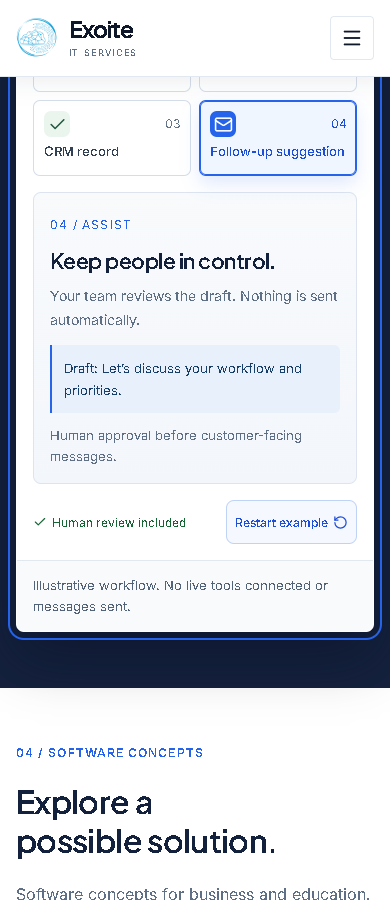 Exoite
IT SERVICES
03
CRM record
04
Follow-up suggestion
04 / ASSIST
Keep people in control.
Your team reviews the draft. Nothing is sent
automatically.
Draft: Let's discuss your workflow and
priorities.
Human approval before customer-facing
messages.
Human review included
Restart example
Illustrative workflow. No live tools connected or
messages sent.
04 / SOFTWARE CONCEPTS
Explore a
possible solution.
Software concepts for business and education.